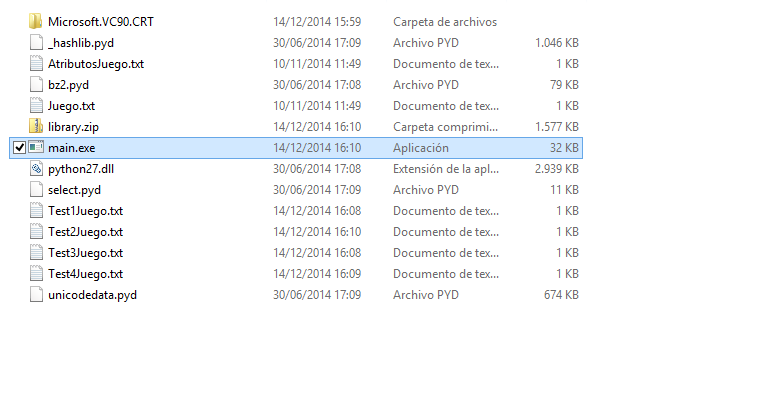 Microsoft.VC90.CRT 14/12/2014 15:59 Carpeta de archivos
_hashlib.pyd 30/06/2014 17:09 Archivo PYD 1.046 KB
AtributosJuego.txt 10/11/2014 11:49 Documento de tex... 1 KB
bz2.pyd 30/06/2014 17:08 Archivo PYD 79 KB
Juego.txt 10/11/2014 11:49 Documento de tex... 1 KB
library.zip 14/12/2014 16:10 Carpeta comprimi... 1.577 KB
main.exe 14/12/2014 16:10 Aplicación 32 KB
python27.dll 30/06/2014 17:08 Extensión de la apl... 2.939 KB
select.pyd 30/06/2014 17:09 Archivo PYD 11 KB
Test1Juego.txt 14/12/2014 16:08 Documento de tex... 1 KB
Test2Juego.txt 14/12/2014 16:10 Documento de tex... 1 KB
Test3Juego.txt 14/12/2014 16:08 Documento de tex... 1 KB
Test4Juego.txt 14/12/2014 16:09 Documento de tex... 1 KB
unicodedata.pyd 30/06/2014 17:09 Archivo PYD 674 KB